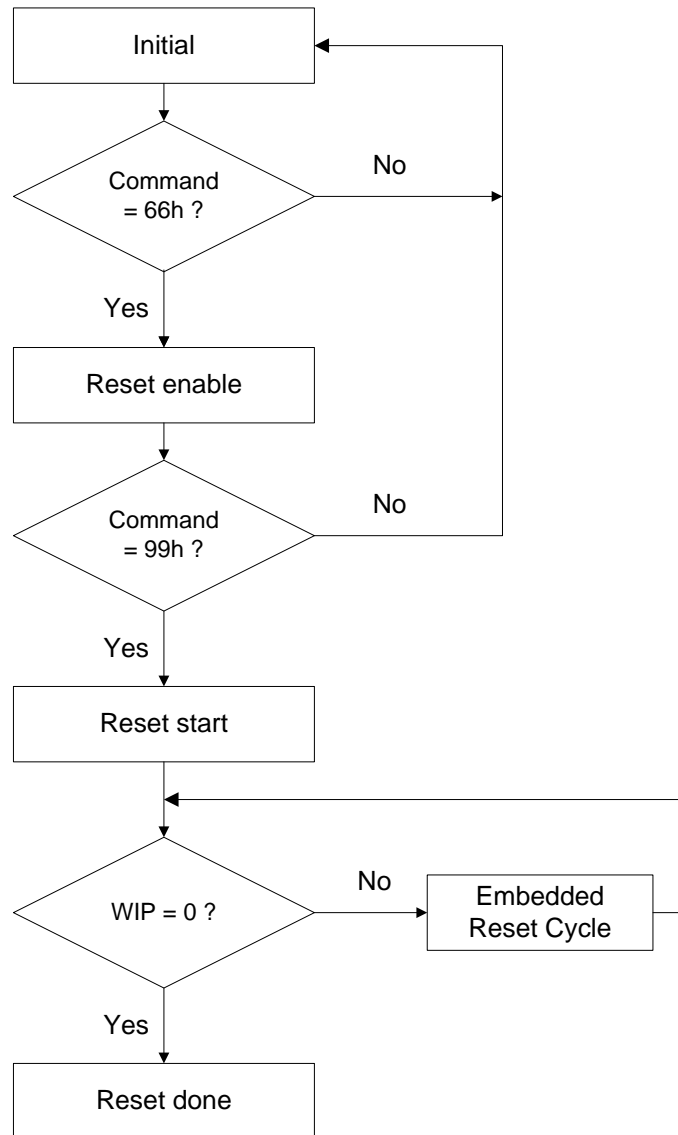 Initial
Command
= 66h ?
No
Yes
Reset enable
Command
= 99h ?
No
Yes
Reset start
WIP = 0 ?
No
Embedded
Reset Cycle
Yes
Reset done